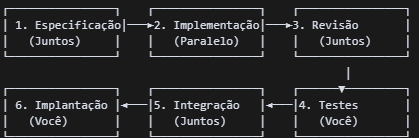 1. Especificação
(Juntos)
2. Implementação
(Paralelo)
3. Revisão
(Juntos)
6. Implantação
(Você)
5. Integração
(Juntos)
4. Testes
(Você)